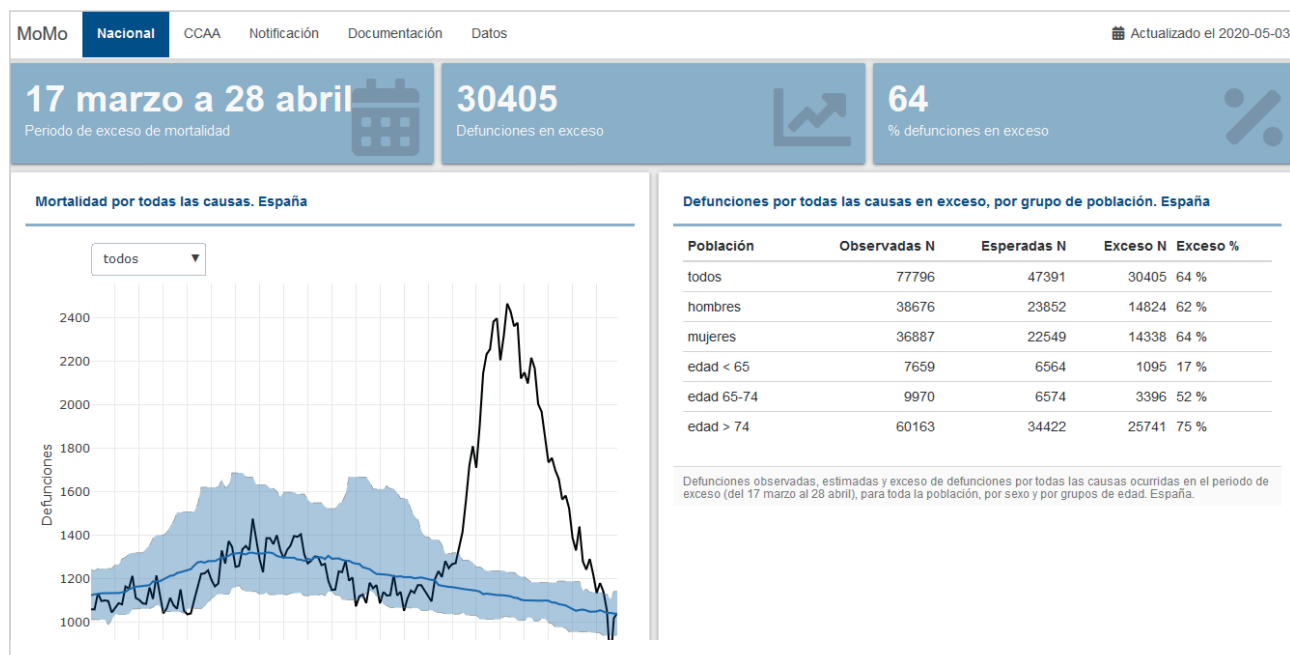 MoMo Nacional CCAA Notificación Documentación Datos Actualizado el 2020-05-03
17 marzo a 28 abril
Periodo de exceso de mortalidad
30405
Defunciones en exceso
64
% defunciones en exceso
Mortalidad por todas las causas. España
todos
Defunciones
2400
2200
2000
1800
1600
1400
1200
1000
Defunciones por todas las causas en exceso, por grupo de población. España
Población Observadas N Esperadas N Exceso N Exceso %
todos 77796 47391 30405 64 %
hombres 38676 23852 14824 62 %
mujeres 36887 22549 14338 64 %
edad < 65 7659 6564 1095 17 %
edad 65-74 9970 6574 3396 52 %
edad > 74 60163 34422 25741 75 %
Defunciones observadas, estimadas y exceso de defunciones por todas las causas ocurridas en el periodo de
exceso (del 17 marzo al 28 abril), para toda la población, por sexo y por grupos de edad. España.